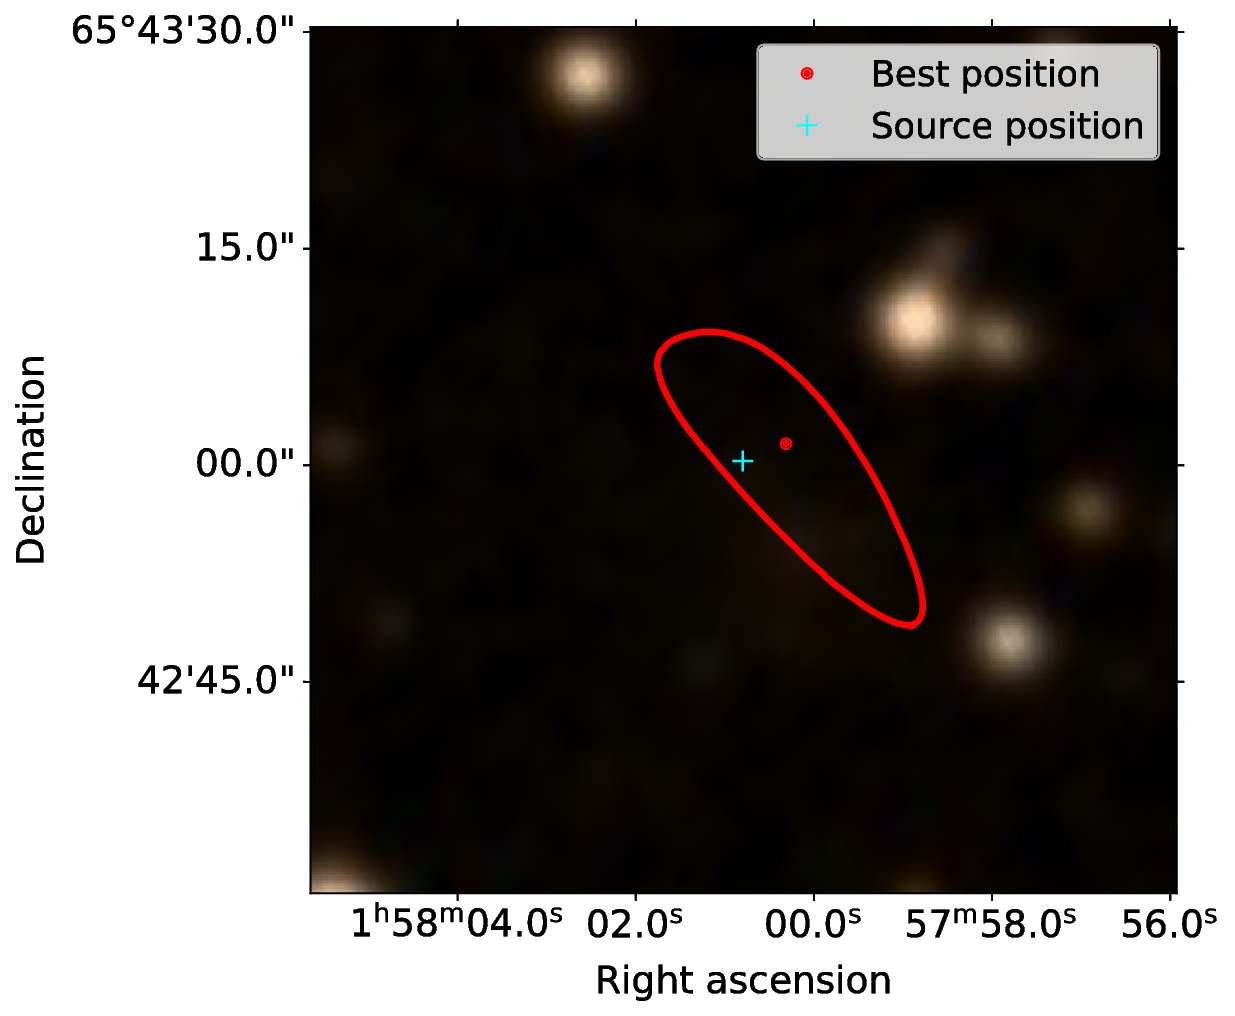 65°43'30.0"
15.0"
00.0"
42'45.0"
Declination
Best position
Source position
1ʰ58ᵐ04.0ˢ 02.0ˢ 00.0ˢ 57ᵐ58.0ˢ 56.0ˢ
Right ascension